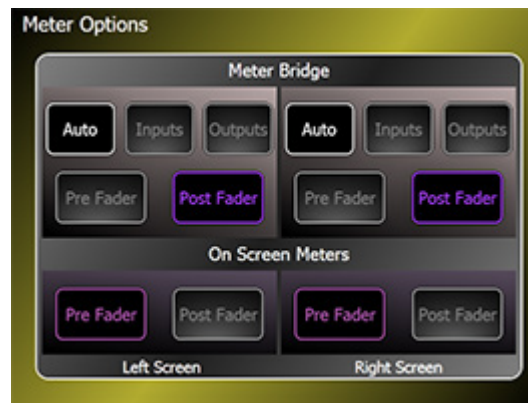 Meter Options
Meter Bridge
Auto Inputs Outputs Auto Inputs Outputs
Pre Fader Post Fader Pre Fader Post Fader
On Screen Meters
Pre Fader Post Fader Pre Fader Post Fader
Left Screen Right Screen